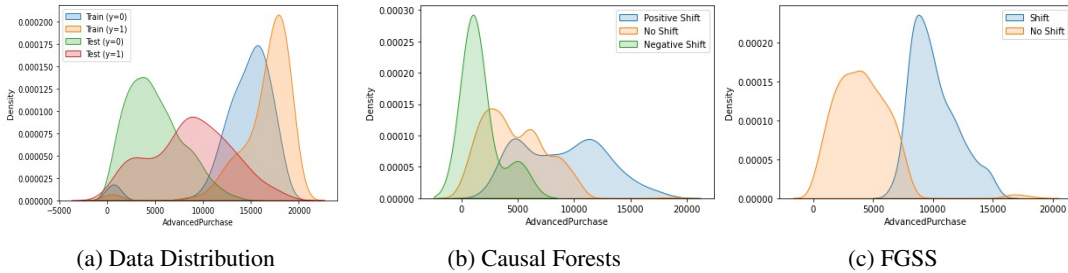 0.000200
0.000175
0.000150
0.000125
0.000100
0.000075
0.000050
0.000025
0.000000
Density
Train (y=0)
Train (y=1)
Test (y=0)
Test (y=1)
-5000 0 5000 10000 15000 20000
AdvancedPurchase
(a) Data Distribution
0.00030
0.00025
0.00020
0.00015
0.00010
0.00005
0.00000
Density
Positive Shift
No Shift
Negative Shift
0 5000 10000 15000 20000
AdvancedPurchase
(b) Causal Forests
0.00020
0.00015
0.00010
0.00005
0.00000
Density
Shift
No Shift
0 5000 10000 15000 20000
AdvancedPurchase
(c) FGSS